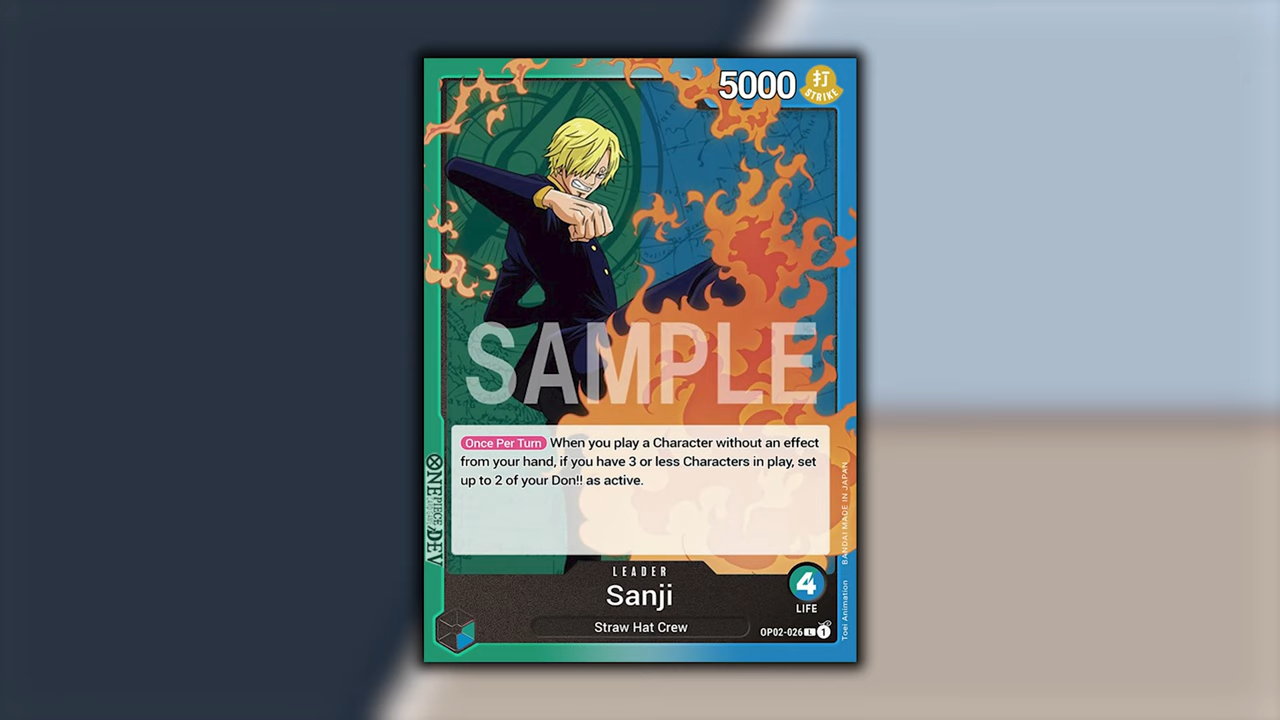 5000
打
STRIKE
SAMPLE
Once Per Turn When you play a Character without an effect
from your hand, if you have 3 or less Characters in play, set
up to 2 of your Don!! as active.
ONE PIECE
DEV
LEADER
Sanji
4
LIFE
Straw Hat Crew
OP02-026 L 1
Toei Animation BANDAI MADE IN JAPAN